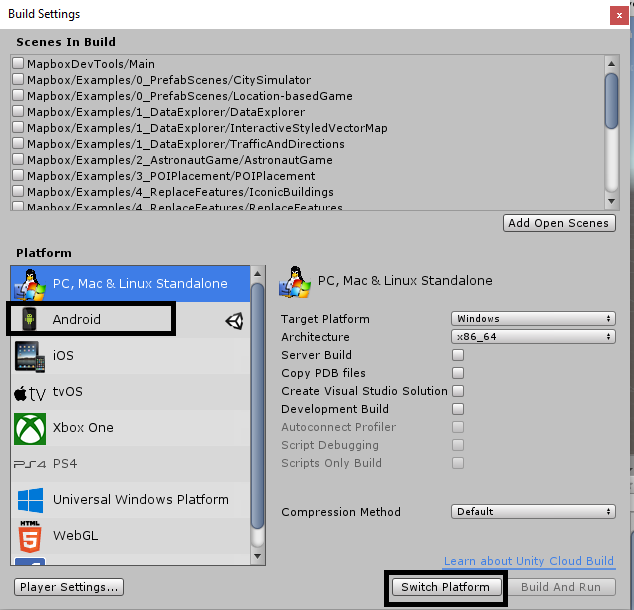 Build Settings
x
Scenes In Build
MapboxDevTools/Main
Mapbox/Examples/0_PrefabScenes/CitySimulator
Mapbox/Examples/0_PrefabScenes/Location-basedGame
Mapbox/Examples/1_DataExplorer/DataExplorer
Mapbox/Examples/1_DataExplorer/InteractiveStyledVectorMap
Mapbox/Examples/1_DataExplorer/TrafficAndDirections
Mapbox/Examples/2_AstronautGame/AstronautGame
Mapbox/Examples/3_POIPlacement/POIPlacement
Mapbox/Examples/4_ReplaceFeatures/IconicBuildings
Mapbox/Examples/4_ReplaceFeatures/ReplaceFeatures
Add Open Scenes
Platform
PC, Mac & Linux Standalone
Android
iOS
tv tvOS
Xbox One
PS4 PS4
Universal Windows Platform
HTML
5 WebGL
PC, Mac & Linux Standalone
Target Platform Windows
Architecture x86_64
Server Build
Copy PDB files
Create Visual Studio Solution
Development Build
Autoconnect Profiler
Script Debugging
Scripts Only Build
Compression Method Default
Learn about Unity Cloud Build
Player Settings... Switch Platform Build And Run